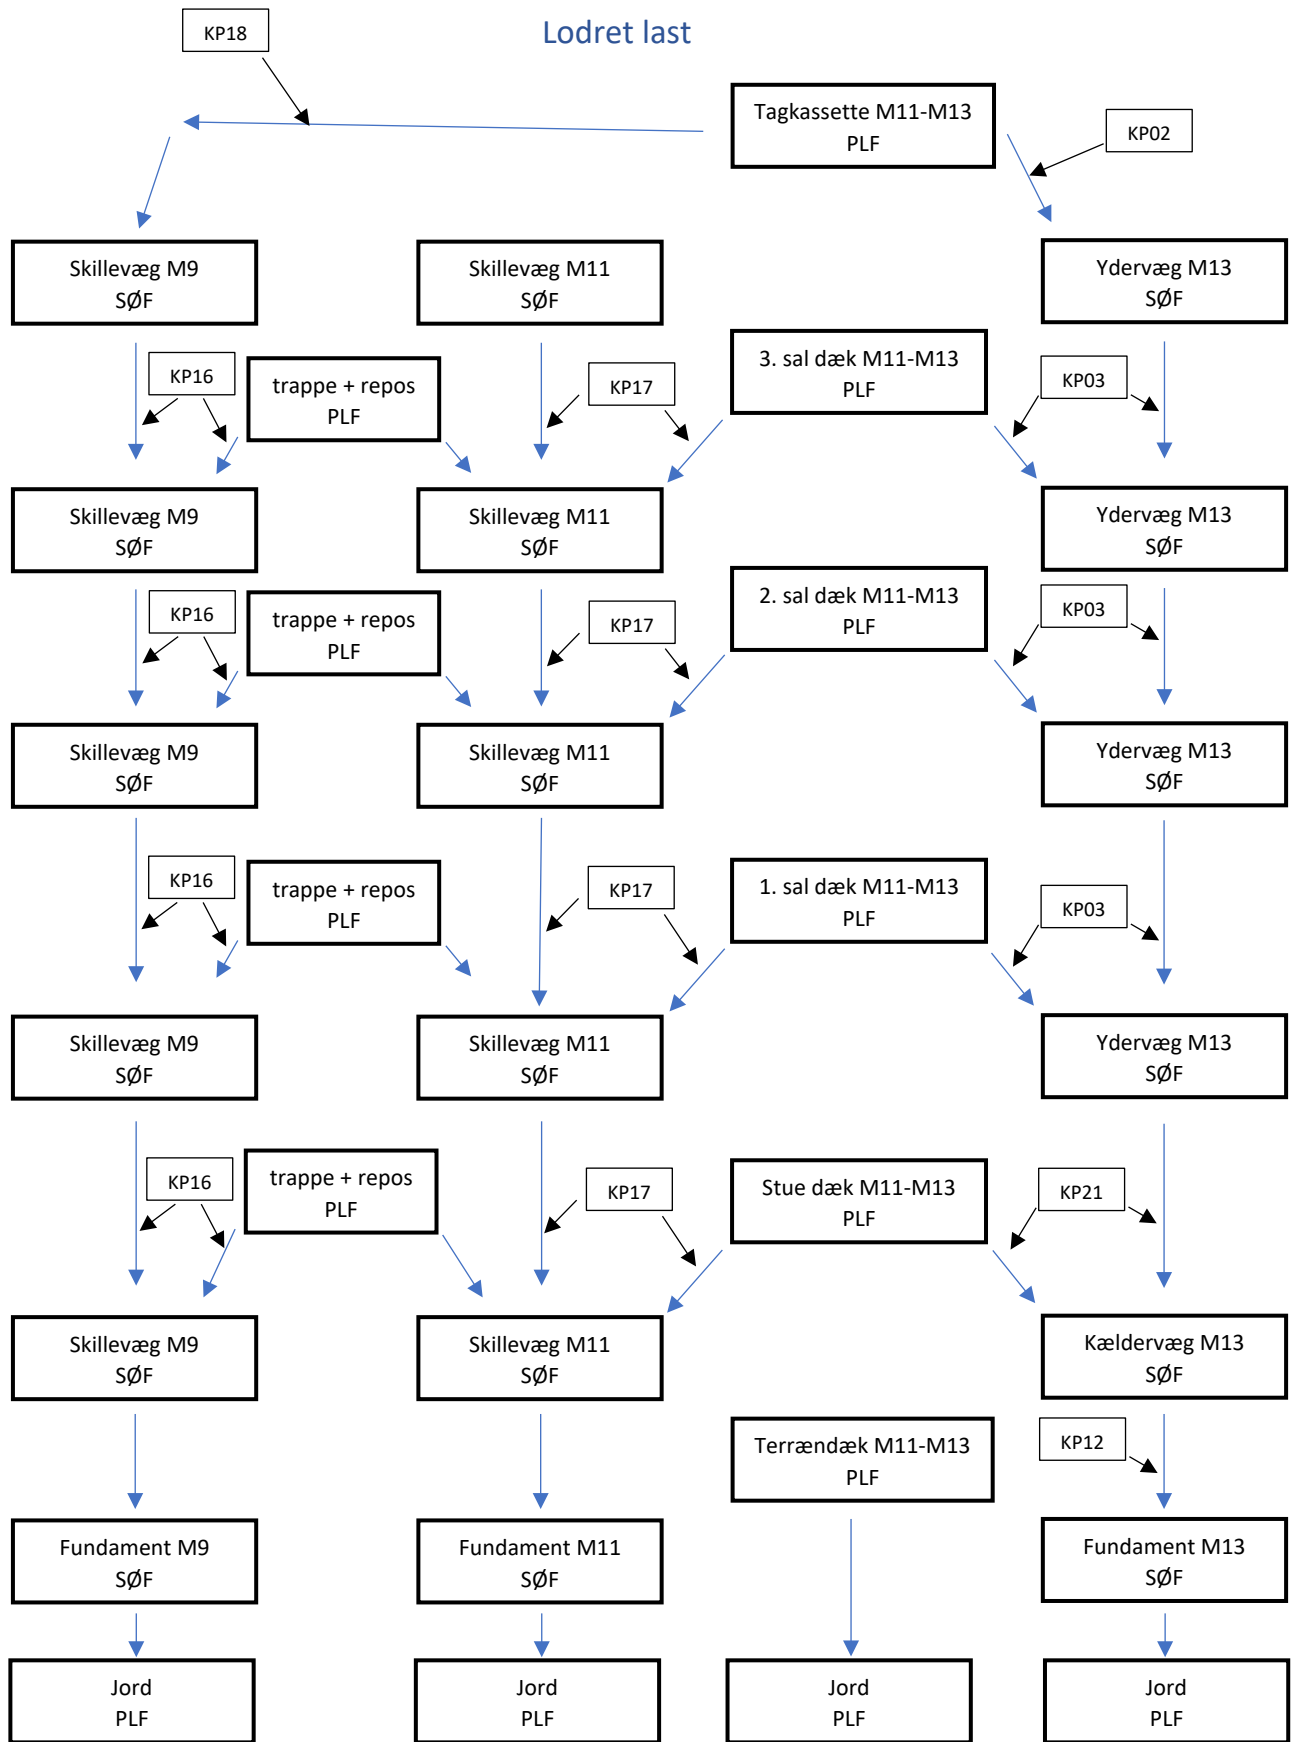 KP18
Lodret last
Tagkassette M11-M13
PLF
KP02
Skillevæg M9
SØF
Skillevæg M11
SØF
Ydervæg M13
SØF
KP16
trappe + repos
PLF
KP17
3. sal dæk M11-M13
PLF
KP03
Skillevæg M9
SØF
Skillevæg M11
SØF
Ydervæg M13
SØF
KP16
trappe + repos
PLF
KP17
2. sal dæk M11-M13
PLF
KP03
Skillevæg M9
SØF
Skillevæg M11
SØF
Ydervæg M13
SØF
KP16
trappe + repos
PLF
KP17
1. sal dæk M11-M13
PLF
KP03
Skillevæg M9
SØF
Skillevæg M11
SØF
Ydervæg M13
SØF
KP16
trappe + repos
PLF
KP17
Stue dæk M11-M13
PLF
KP21
Skillevæg M9
SØF
Skillevæg M11
SØF
Kældervæg M13
SØF
Terrændæk M11-M13
PLF
KP12
Fundament M9
SØF
Fundament M11
SØF
Fundament M13
SØF
Jord
PLF
Jord
PLF
Jord
PLF
Jord
PLF